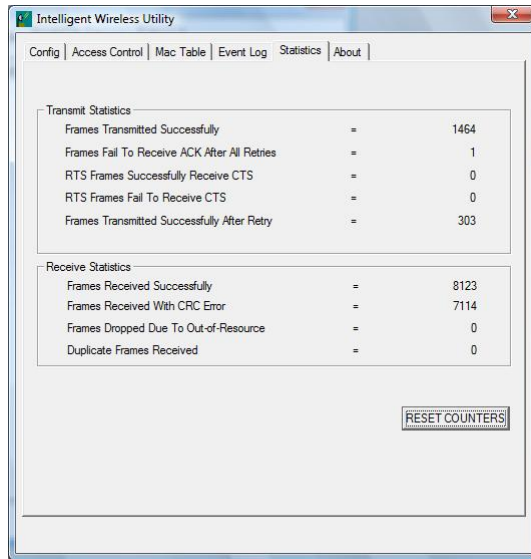 Intelligent Wireless Utility
Config Access Control Mac Table Event Log Statistics About
Transmit Statistics
Frames Transmitted Successfully = 1464
Frames Fail To Receive ACK After All Retries = 1
RTS Frames Successfully Receive CTS = 0
RTS Frames Fail To Receive CTS = 0
Frames Transmitted Successfully After Retry = 303
Receive Statistics
Frames Received Successfully = 8123
Frames Received With CRC Error = 7114
Frames Dropped Due To Out-of-Resource = 0
Duplicate Frames Received = 0
RESET COUNTERS